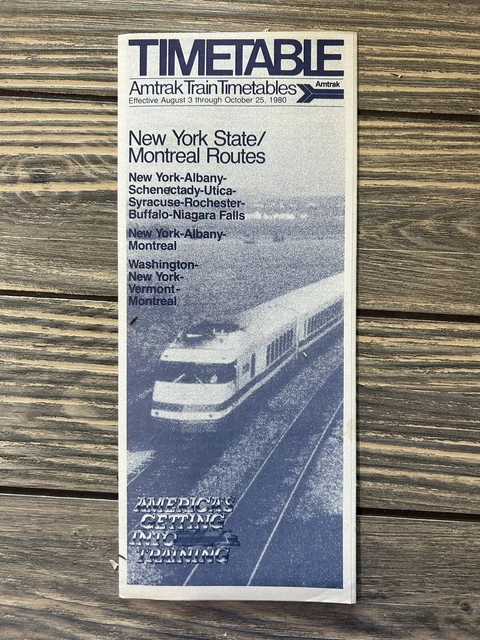 TIMETABLE
Amtrak Train Timetables
Amtrak
Effective August 3 through October 25, 1980
New York State/
Montreal Routes
New York-Albany-
Schenectady-Utica-
Syracuse-Rochester-
Buffalo-Niagara Falls
New York-Albany-
Montreal
Washington-
New York-
Vermont-
Montreal
AMERICA'S
GETTING
INTO
TRAINING